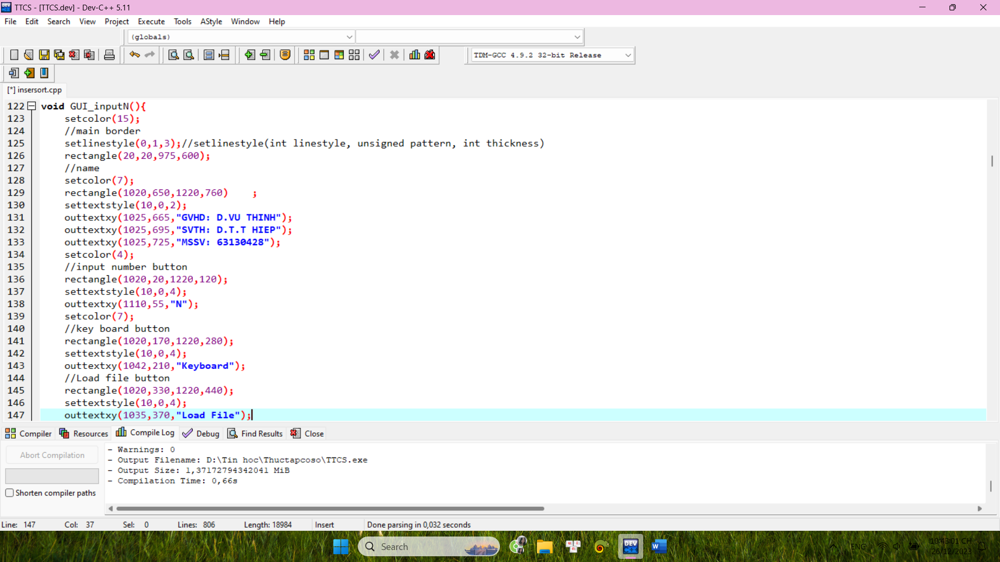 TTCS - [TTCS.dev] - Dev-C++ 5.11
File Edit Search View Project Execute Tools AStyle Window Help
(globals)
TDM-GCC 4.9.2 32-bit Release
[*] insersort.cpp
122 void GUI_inputN(){
123 setcolor(15);
124 //main border
125 setlinestyle(0,1,3);//setlinestyle(int linestyle, unsigned pattern, int thickness)
126 rectangle(20,20,975,600);
127 //name
128 setcolor(7);
129 rectangle(1020,650,1220,760)    ;
130 settextstyle(10,0,2);
131 outtextxy(1025,665,"GVHD: D.VU THINH");
132 outtextxy(1025,695,"SVTH: D.T.T HIEP");
133 outtextxy(1025,725,"MSSV: 63130428");
134 setcolor(4);
135 //input number button
136 rectangle(1020,20,1220,120);
137 settextstyle(10,0,4);
138 outtextxy(1110,55,"N");
139 setcolor(7);
140 //key board button
141 rectangle(1020,170,1220,280);
142 settextstyle(10,0,4);
143 outtextxy(1042,210,"Keyboard");
144 //Load file button
145 rectangle(1020,330,1220,440);
146 settextstyle(10,0,4);
147 outtextxy(1035,370,"Load File");
Compiler Resources Compile Log Debug Find Results Close
Abort Compilation
Shorten compiler paths
- Warnings: 0
- Output Filename: D:\Tin hoc\Thuctapcoso\TTCS.exe
- Output Size: 1,37172794342041 MiB
- Compilation Time: 0,66s
Line: 147 Col: 37 Sel: 0 Lines: 806 Length: 18984 Insert Done parsing in 0,032 seconds
Search
DEV C++
W
ENG
10:43:01 CH
26/12/2023